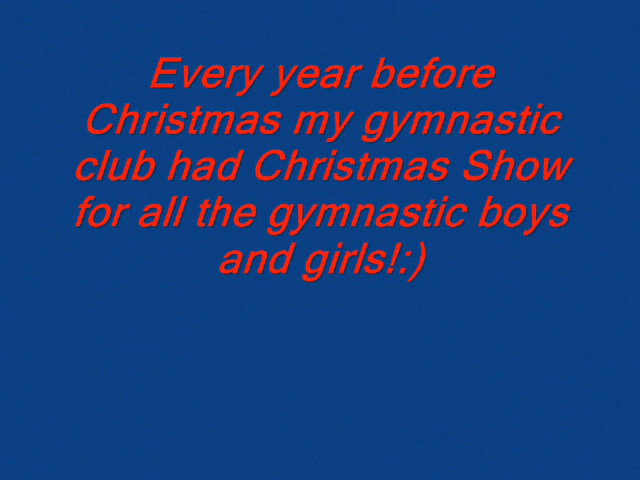 Every year before
Christmas my gymnastic
club had Christmas Show
for all the gymnastic boys
and girls!:)